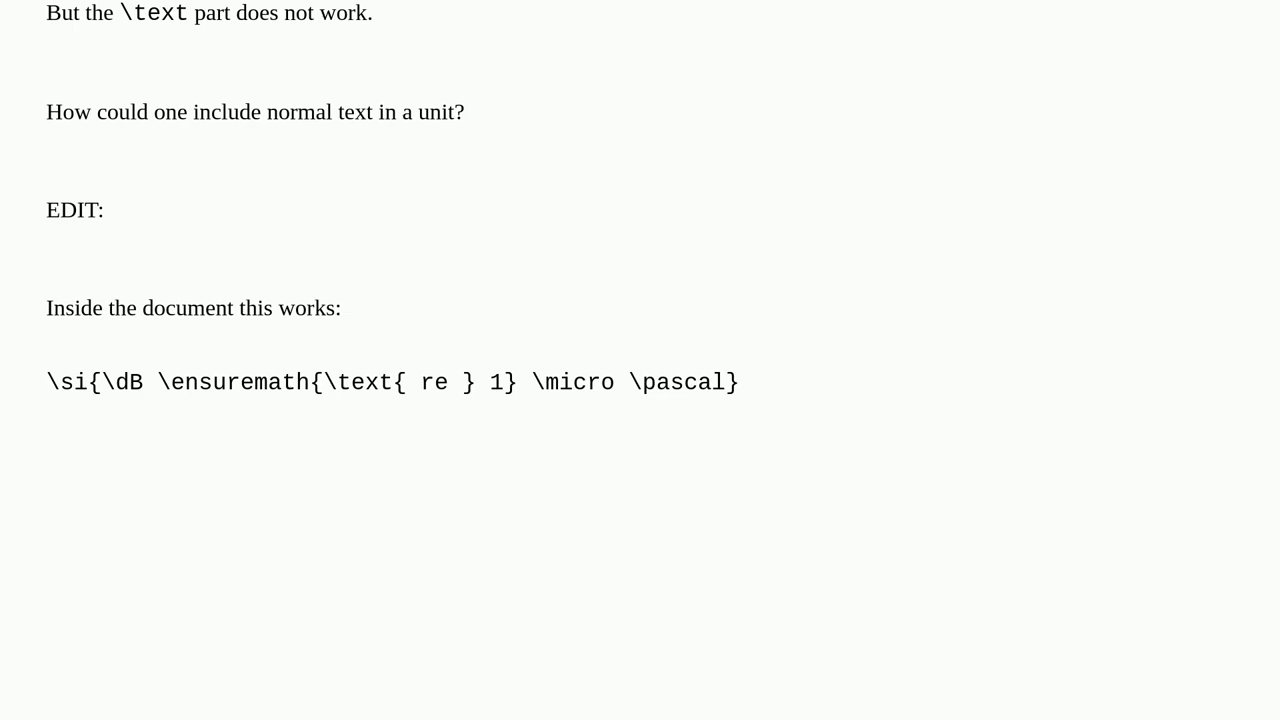 But the \text part does not work.
How could one include normal text in a unit?
EDIT:
Inside the document this works:
\si{\dB \ensuremath{\text{ re } 1} \micro \pascal}